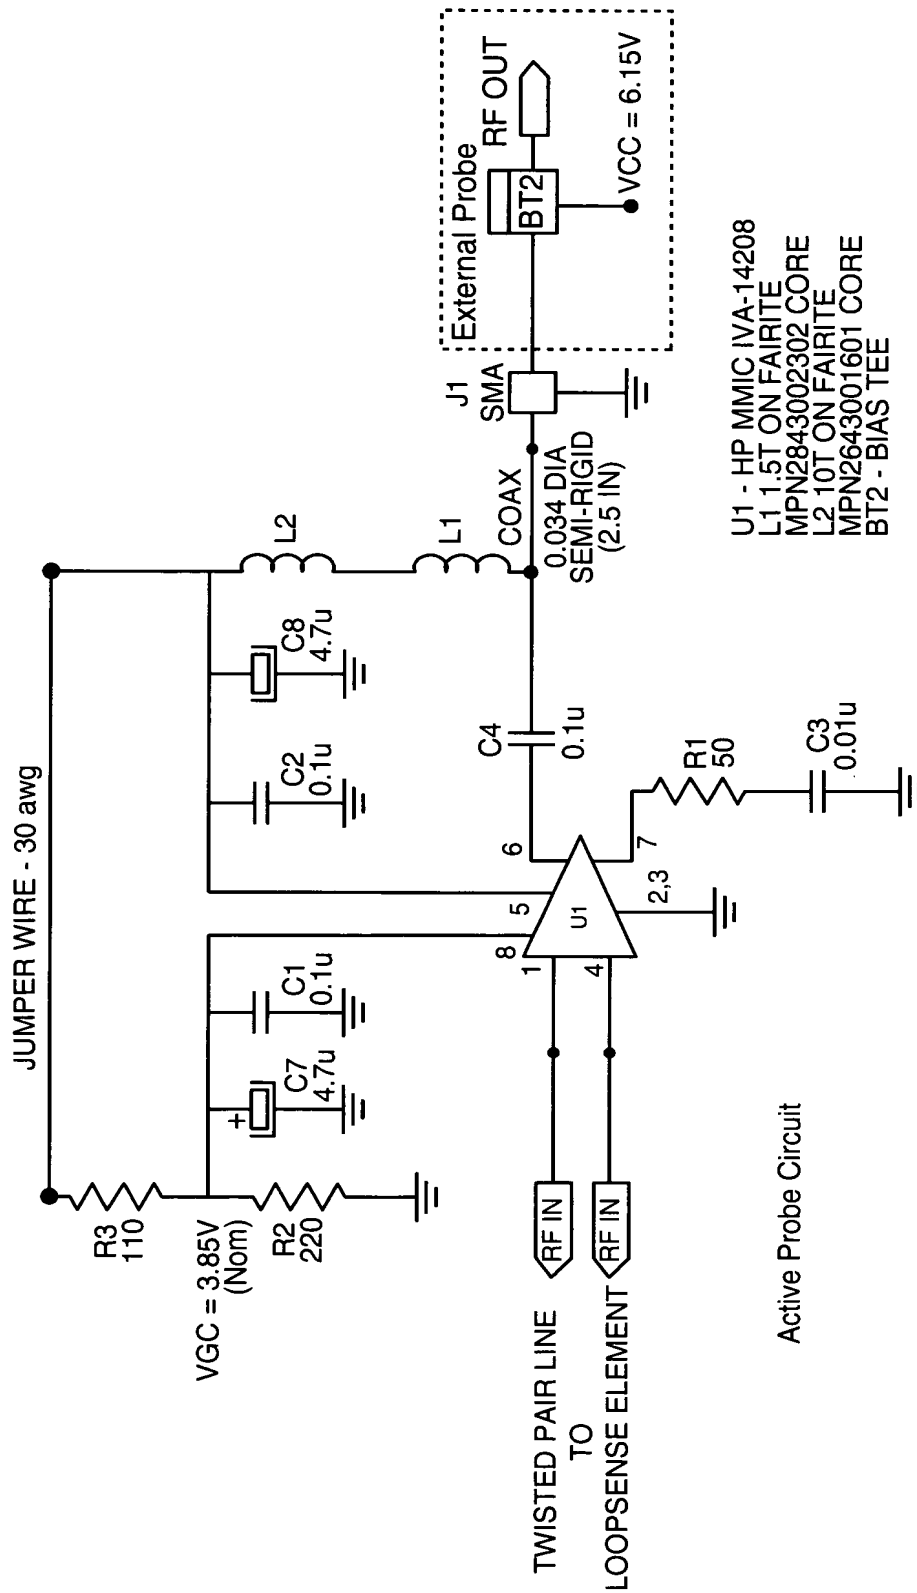 JUMPER WIRE - 30 awg
R3
110
VGC = 3.85V
(Nom)
R2
220
+
C7
4.7u
C1
0.1u
C2
0.1u
C8
4.7u
L2
L1
8
5
6
1
4
U1
2,3
7
C4
0.1u
R1
50
C3
0.01u
COAX
0.034 DIA
SEMI-RIGID
(2.5 IN)
J1
SMA
External Probe
BT2
RF OUT
VCC = 6.15V
TWISTED PAIR LINE
TO
LOOPSENSE ELEMENT
RF IN
RF IN
U1 - HP MMIC IVA-14208
L1 1.5T ON FAIRITE
MPN2843002302 CORE
L2 10T ON FAIRITE
MPN2643001601 CORE
BT2 - BIAS TEE
Active Probe Circuit